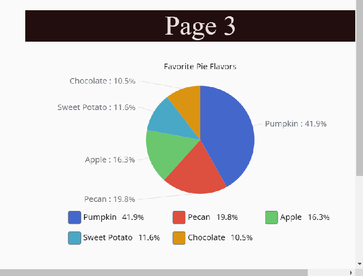 Page 3
Favorite Pie Flavors
Chocolate : 10.5%
Sweet Potato : 11.6%
Pumpkin : 41.9%
Apple : 16.3%
Pecan : 19.8%
Pumpkin 41.9% Pecan 19.8% Apple 16.3%
Sweet Potato 11.6% Chocolate 10.5%